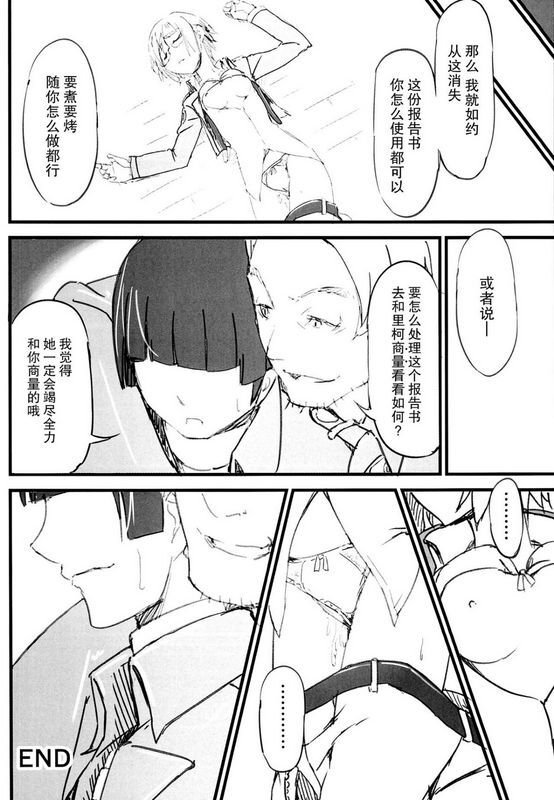 那么 我就如约
从这消失
这份报告书
你怎么使用都可以
要煮要烤
随你怎么做都行
或者说—
要怎么处理这个报告书
去和里柯商量看看如何？
我觉得
她一定会竭尽全力
和你商量的哦
……
……
END